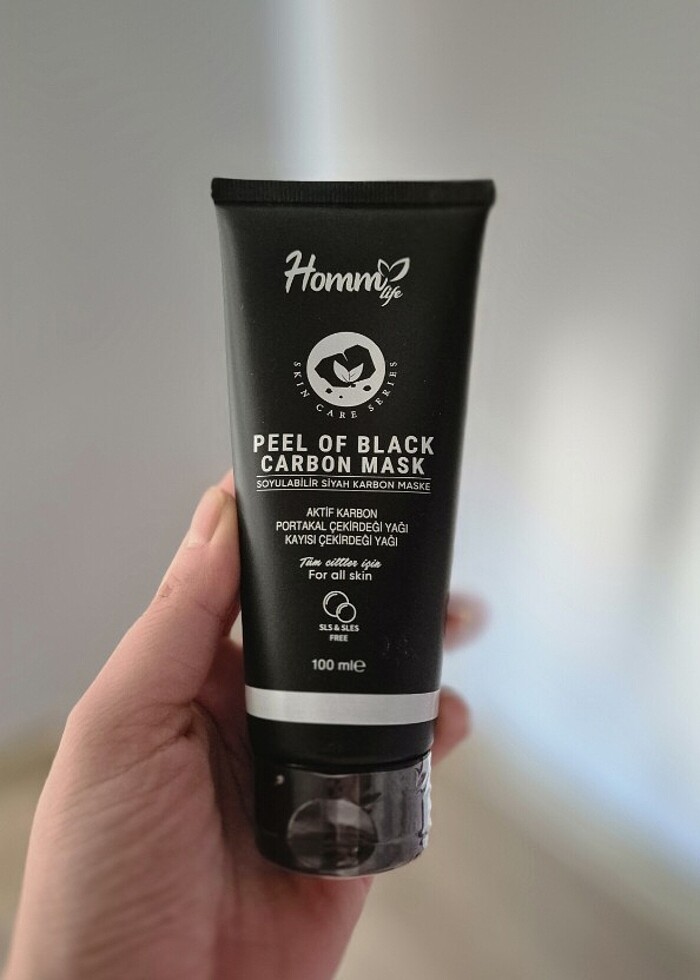 Homm
life
SKIN CARE SERIES
PEEL OF BLACK
CARBON MASK
SOYULABİLİR SİYAH KARBON MASKE
AKTİF KARBON
PORTAKAL ÇEKİRDEĞİ YAĞI
KAYISI ÇEKİRDEĞİ YAĞI
Tüm ciltler için
For all skin
SLS & SLES
FREE
100 ml℮